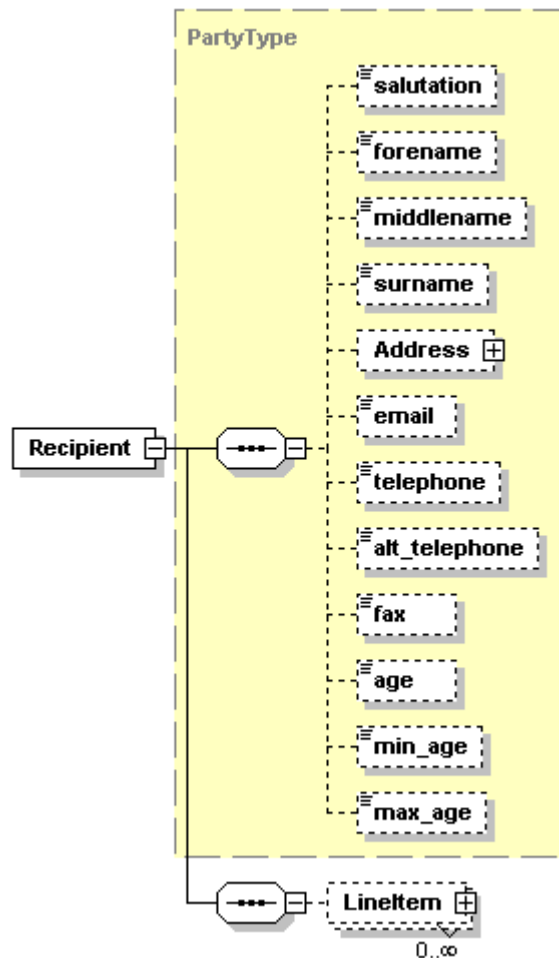 PartyType
salutation
forename
middlename
surname
Address
email
Recipient
telephone
alt_telephone
fax
age
min_age
max_age
LineItem
0..∞